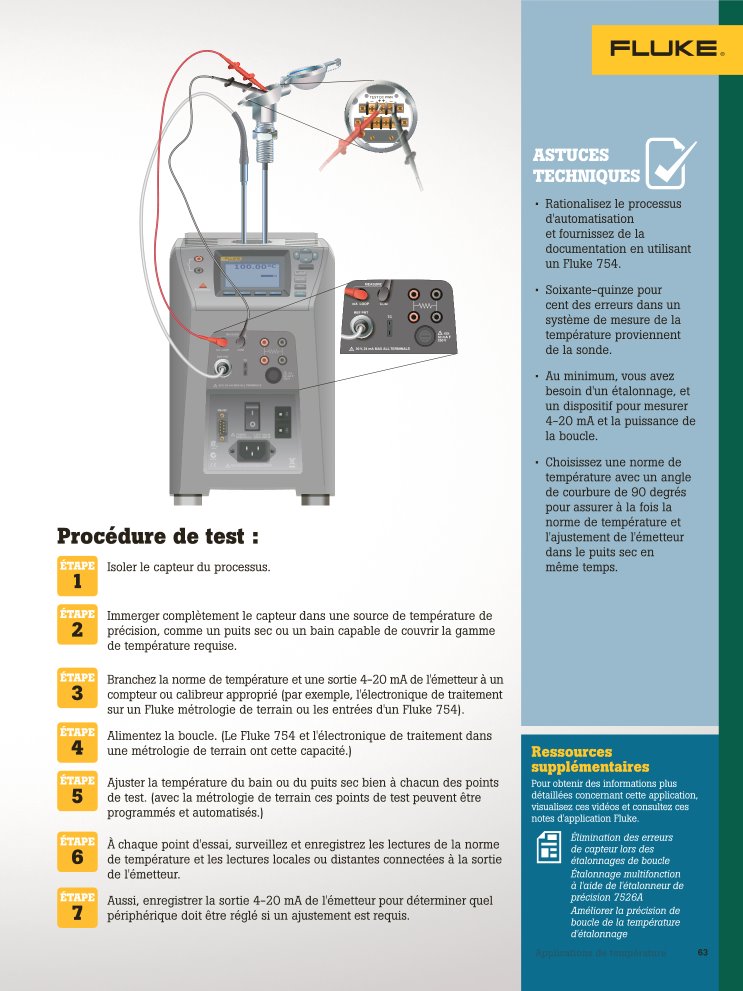 FLUKE®
TEST DC PWR
FLUKE
100.00°C
MEASURE
mA LOOP
COM
REF PRT
TC
30V, 24 mA MAX ALL TERMINALS
Procédure de test :
ÉTAPE
1
Isoler le capteur du processus.
ÉTAPE
2
Immerger complètement le capteur dans une source de température de
précision, comme un puits sec ou un bain capable de couvrir la gamme
de température requise.
ÉTAPE
3
Branchez la norme de température et une sortie 4-20 mA de l'émetteur à un
compteur ou calibreur approprié (par exemple, l'électronique de traitement
sur un Fluke métrologie de terrain ou les entrées d'un Fluke 754).
ÉTAPE
4
Alimentez la boucle. (Le Fluke 754 et l'électronique de traitement dans
une métrologie de terrain ont cette capacité.)
ÉTAPE
5
Ajuster la température du bain ou du puits sec bien à chacun des points
de test. (avec la métrologie de terrain ces points de test peuvent être
programmés et automatisés.)
ÉTAPE
6
À chaque point d'essai, surveillez et enregistrez les lectures de la norme
de température et les lectures locales ou distantes connectées à la sortie
de l'émetteur.
ÉTAPE
7
Aussi, enregistrer la sortie 4-20 mA de l'émetteur pour déterminer quel
périphérique doit être réglé si un ajustement est requis.
ASTUCES
TECHNIQUES
• Rationalisez le processus
d'automatisation
et fournissez de la
documentation en utilisant
un Fluke 754.
• Soixante-quinze pour
cent des erreurs dans un
système de mesure de la
température proviennent
de la sonde.
• Au minimum, vous avez
besoin d'un étalonnage, et
un dispositif pour mesurer
4-20 mA et la puissance de
la boucle.
• Choisissez une norme de
température avec un angle
de courbure de 90 degrés
pour assurer à la fois la
norme de température et
l'ajustement de l'émetteur
dans le puits sec en
même temps.
Ressources
supplémentaires
Pour obtenir des informations plus
détaillées concernant cette application,
visualisez ces vidéos et consultez ces
notes d'application Fluke.
Élimination des erreurs
de capteur lors des
étalonnages de boucle
Étalonnage multifonction
à l'aide de l'étalonneur de
précision 7526A
Améliorer la précision de
boucle de la température
d'étalonnage
Applications de température 63